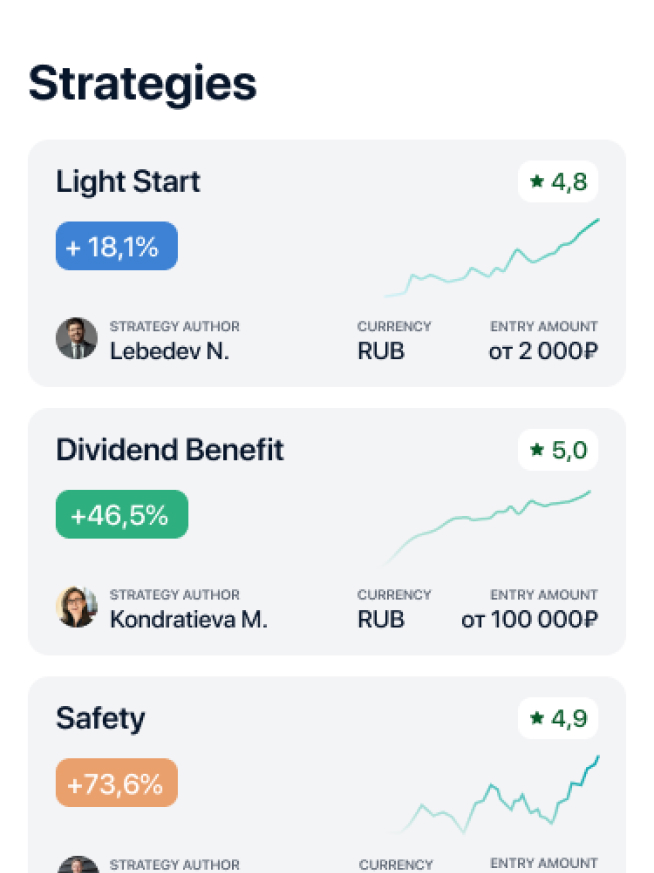 Strategies
Light Start
★ 4,8
+ 18,1%
STRATEGY AUTHOR
Lebedev N.
CURRENCY
RUB
ENTRY AMOUNT
от 2 000₽
Dividend Benefit
★ 5,0
+46,5%
STRATEGY AUTHOR
Kondratieva M.
CURRENCY
RUB
ENTRY AMOUNT
от 100 000₽
Safety
★ 4,9
+73,6%
STRATEGY AUTHOR
CURRENCY
ENTRY AMOUNT